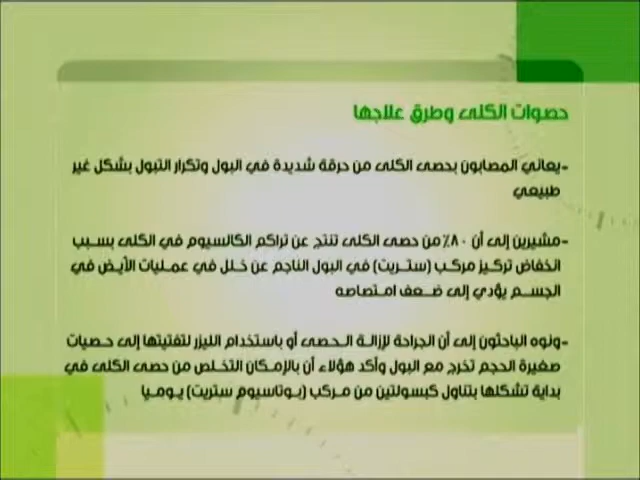 حصوات الكلى وطرق علاجها
-يعاني المصابون بحصى الكلى من حرقة شديدة في البول وتكرار التبول بشكل غير
طبيعي
-مشيرين إلى أن ٨٠٪ من حصى الكلى تنتج عن تراكم الكالسيوم في الكلى بسبب
انخفاض تركيز مركب (ستريت) في البول الناجم عن خلل في عمليات الأيض في
الجسم يؤدي إلى ضعف امتصاصه
-ونوه الباحثون إلى أن الجراحة لإزالة الحصى أو باستخدام الليزر لتفتيتها إلى حصيات
صغيرة الحجم تخرج مع البول وأكد هؤلاء أن بالإمكان التخلص من حصى الكلى في
بداية تشكلها بتناول كبسولتين من مركب (بوتاسيوم ستريت) يوميا